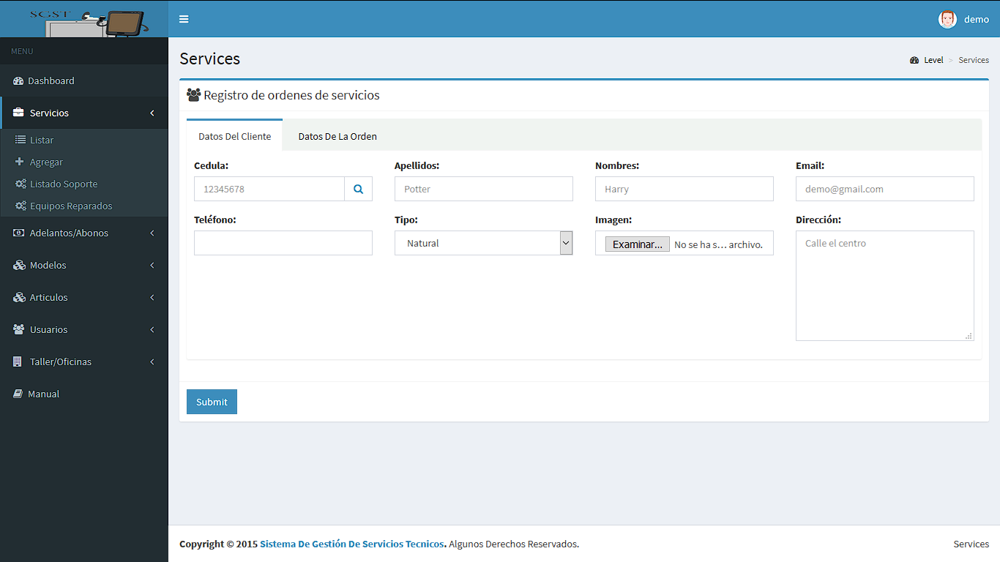 SGST
demo
MENU
Services
Level > Services
Dashboard
Servicios
Listar
Agregar
Listado Soporte
Equipos Reparados
Adelantos/Abonos
Modelos
Articulos
Usuarios
Taller/Oficinas
Manual
Registro de ordenes de servicios
Datos Del Cliente
Datos De La Orden
Cedula:
Apellidos:
Nombres:
Email:
12345678
Potter
Harry
demo@gmail.com
Teléfono:
Tipo:
Imagen:
Dirección:
Natural
Examinar... No se ha s... archivo.
Calle el centro
Submit
Copyright © 2015 Sistema De Gestión De Servicios Tecnicos. Algunos Derechos Reservados.
Services